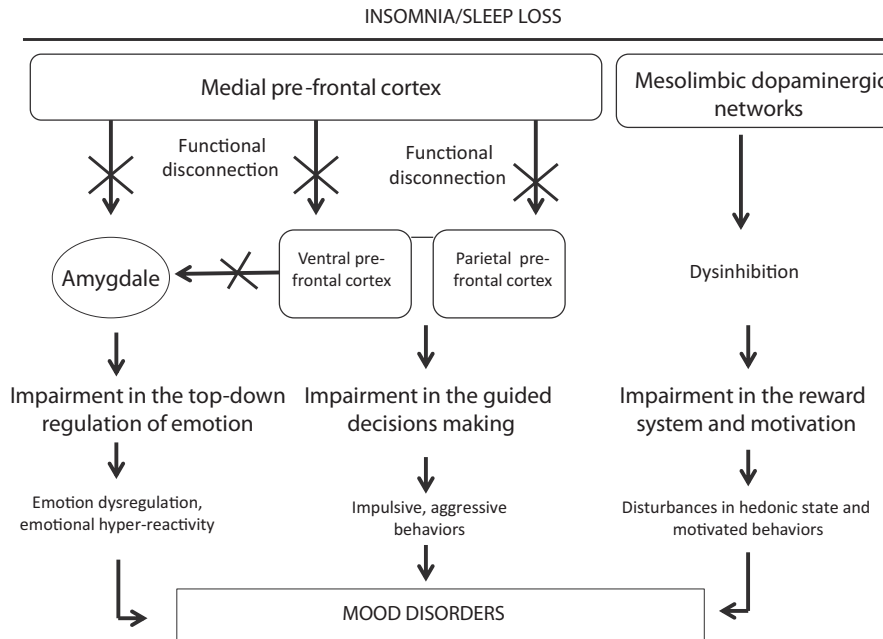 INSOMNIA/SLEEP LOSS
Medial pre-frontal cortex
Mesolimbic dopaminergic
networks
Functional
disconnection
Functional
disconnection
Amygdale
Ventral pre-
frontal cortex
Parietal pre-
frontal cortex
Dysinhibition
Impairment in the top-down
regulation of emotion
Impairment in the guided
decisions making
Impairment in the reward
system and motivation
Emotion dysregulation,
emotional hyper-reactivity
Impulsive, aggressive
behaviors
Disturbances in hedonic state and
motivated behaviors
MOOD DISORDERS